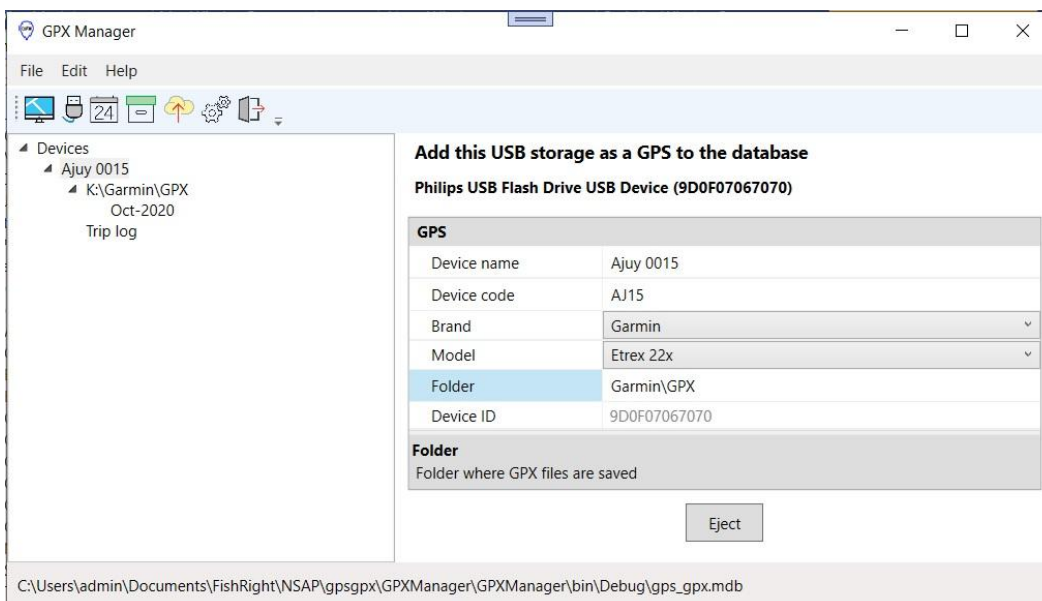 GPX Manager
File Edit Help
24
Devices
Ajuy 0015
K:\Garmin\GPX
Oct-2020
Trip log
Add this USB storage as a GPS to the database
Philips USB Flash Drive USB Device (9D0F07067070)
GPS
Device name Ajuy 0015
Device code AJ15
Brand Garmin
Model Etrex 22x
Folder Garmin\GPX
Device ID 9D0F07067070
Folder
Folder where GPX files are saved
Eject
C:\Users\admin\Documents\FishRight\NSAP\gpsgpx\GPXManager\GPXManager\bin\Debug\gps_gpx.mdb